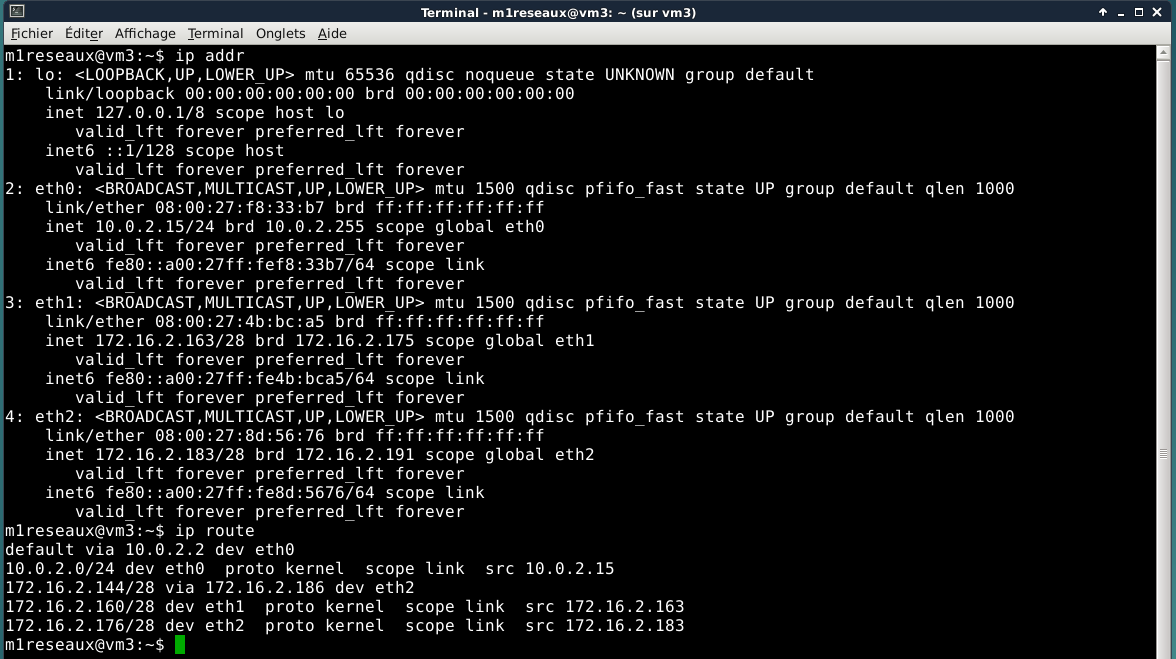 Terminal - m1reseaux@vm3: ~ (sur vm3)
Fichier Éditer Affichage Terminal Onglets Aide
m1reseaux@vm3:~$ ip addr
1: lo: <LOOPBACK,UP,LOWER_UP> mtu 65536 qdisc noqueue state UNKNOWN group default
    link/loopback 00:00:00:00:00:00 brd 00:00:00:00:00:00
    inet 127.0.0.1/8 scope host lo
       valid_lft forever preferred_lft forever
    inet6 ::1/128 scope host
       valid_lft forever preferred_lft forever
2: eth0: <BROADCAST,MULTICAST,UP,LOWER_UP> mtu 1500 qdisc pfifo_fast state UP group default qlen 1000
    link/ether 08:00:27:f8:33:b7 brd ff:ff:ff:ff:ff:ff
    inet 10.0.2.15/24 brd 10.0.2.255 scope global eth0
       valid_lft forever preferred_lft forever
    inet6 fe80::a00:27ff:fef8:33b7/64 scope link
       valid_lft forever preferred_lft forever
3: eth1: <BROADCAST,MULTICAST,UP,LOWER_UP> mtu 1500 qdisc pfifo_fast state UP group default qlen 1000
    link/ether 08:00:27:4b:bc:a5 brd ff:ff:ff:ff:ff:ff
    inet 172.16.2.163/28 brd 172.16.2.175 scope global eth1
       valid_lft forever preferred_lft forever
    inet6 fe80::a00:27ff:fe4b:bca5/64 scope link
       valid_lft forever preferred_lft forever
4: eth2: <BROADCAST,MULTICAST,UP,LOWER_UP> mtu 1500 qdisc pfifo_fast state UP group default qlen 1000
    link/ether 08:00:27:8d:56:76 brd ff:ff:ff:ff:ff:ff
    inet 172.16.2.183/28 brd 172.16.2.191 scope global eth2
       valid_lft forever preferred_lft forever
    inet6 fe80::a00:27ff:fe8d:5676/64 scope link
       valid_lft forever preferred_lft forever
m1reseaux@vm3:~$ ip route
default via 10.0.2.2 dev eth0
10.0.2.0/24 dev eth0  proto kernel  scope link  src 10.0.2.15
172.16.2.144/28 via 172.16.2.186 dev eth2
172.16.2.160/28 dev eth1  proto kernel  scope link  src 172.16.2.163
172.16.2.176/28 dev eth2  proto kernel  scope link  src 172.16.2.183
m1reseaux@vm3:~$